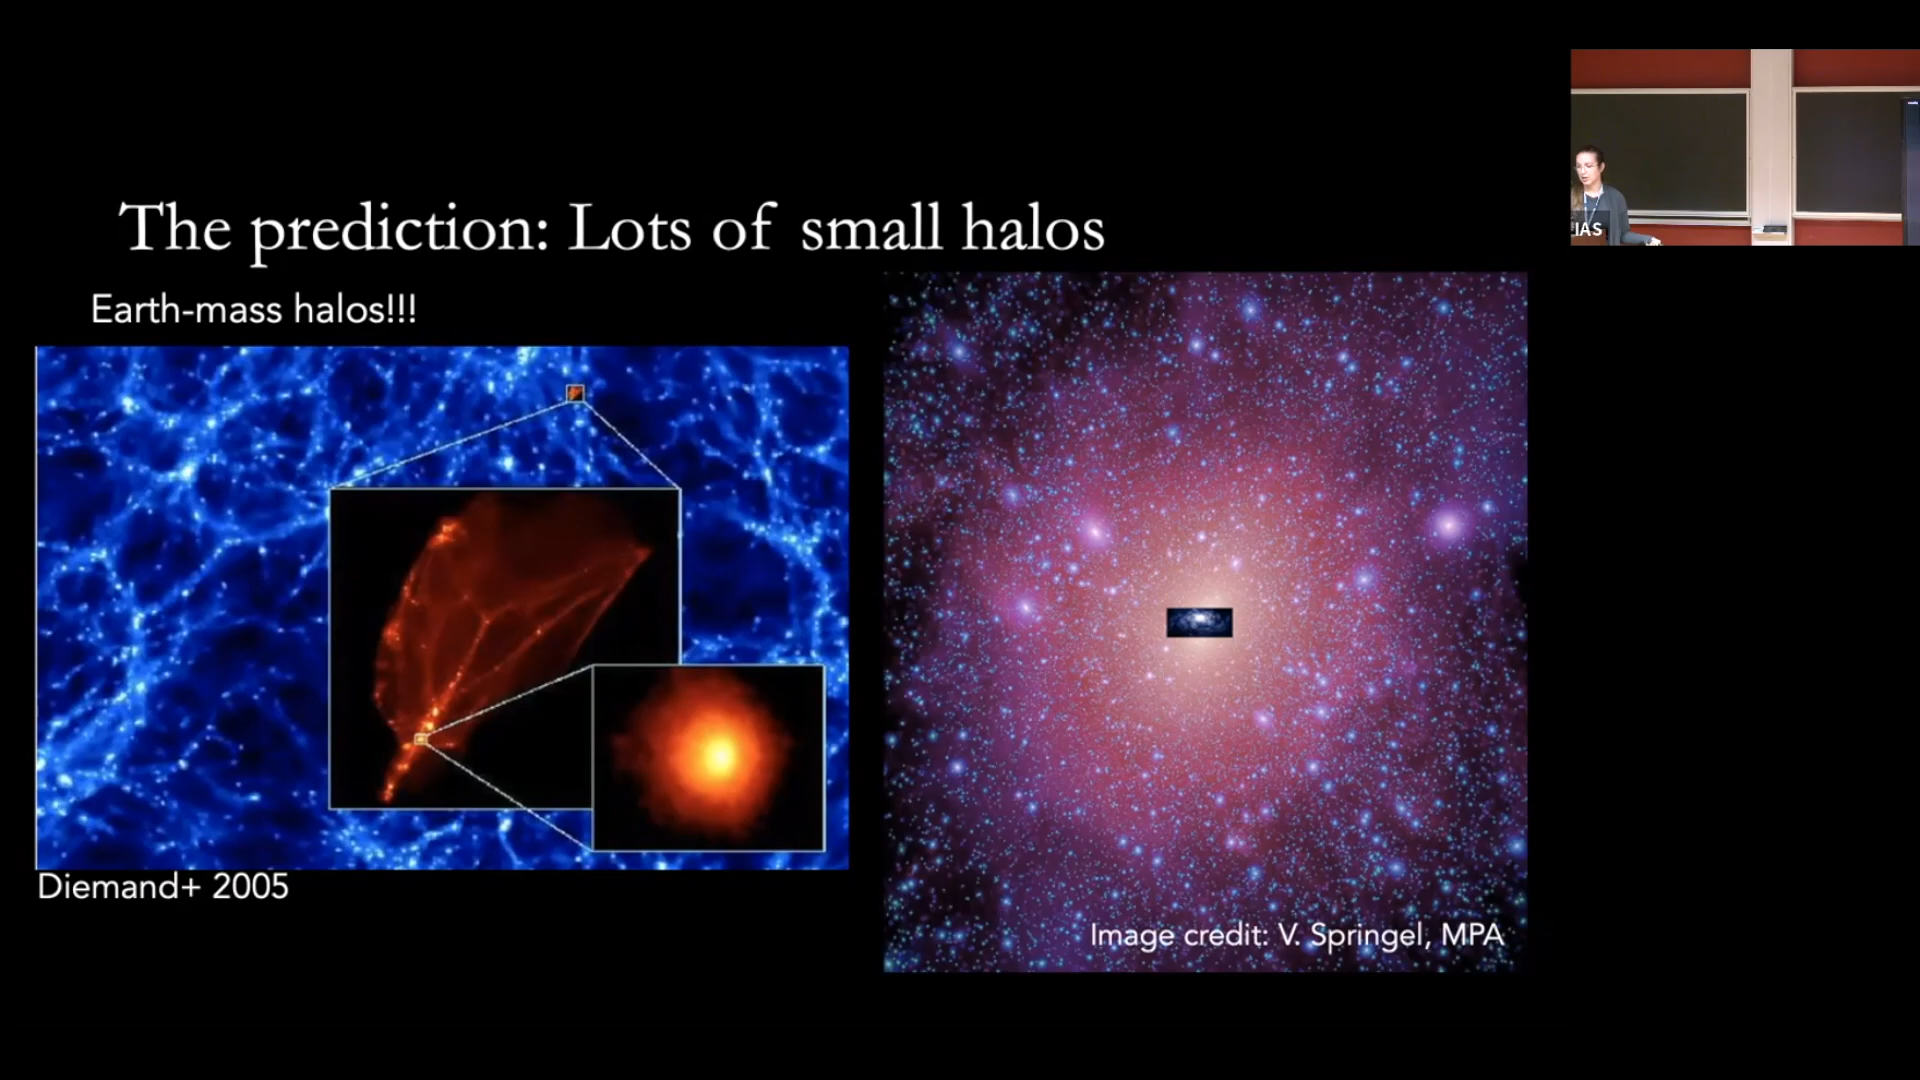 The prediction: Lots of small halos
Earth-mass halos!!!
Diemand+ 2005
Image credit: V. Springel, MPA
IAS